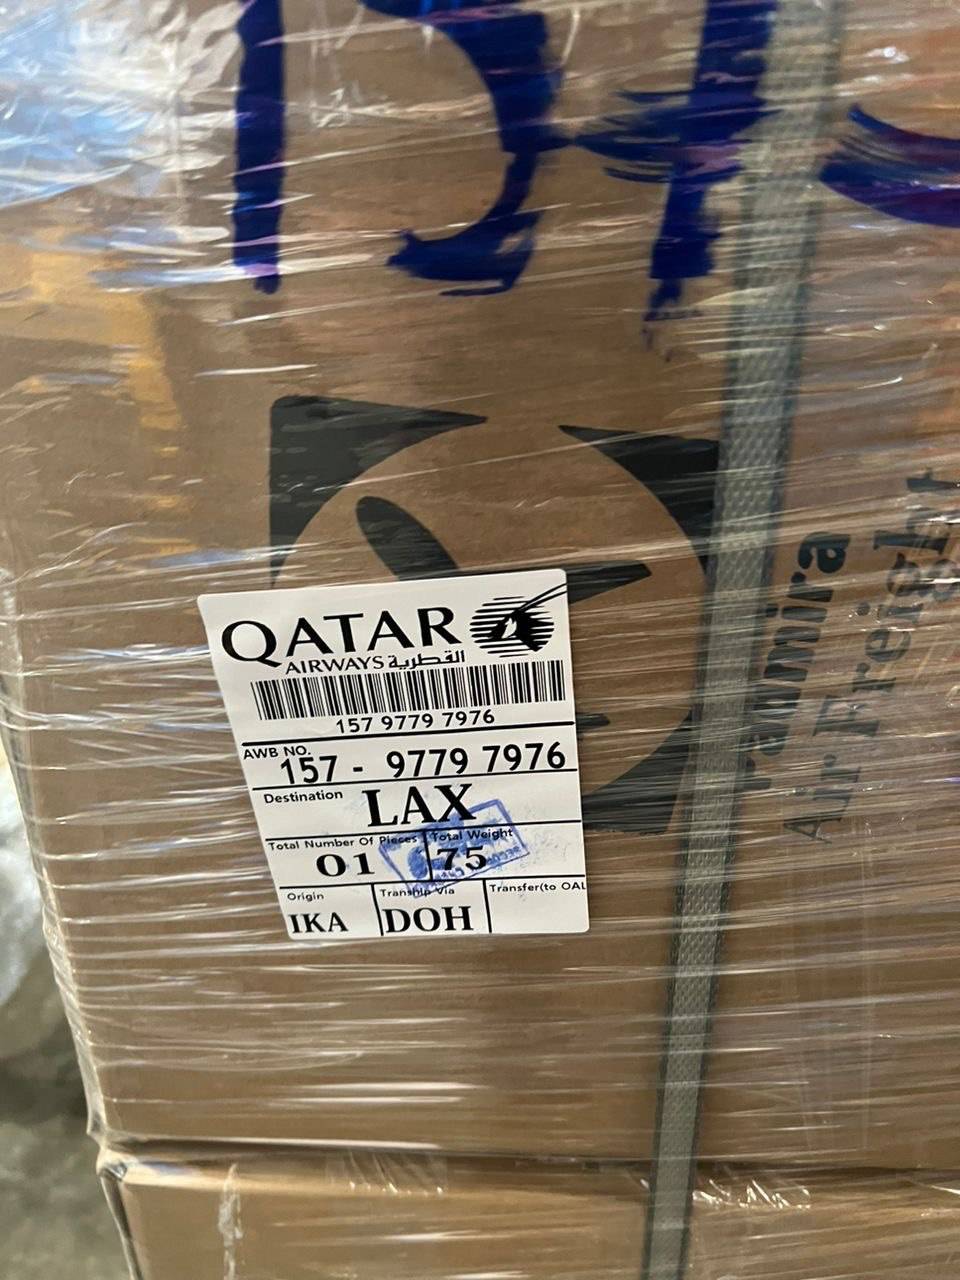 QATAR
AIRWAYS القطرية
157 9779 7976
AWB NO.
157 - 9779 7976
Destination
LAX
Total Number Of Pieces Total Weight
01 75
Origin Tranship Via Transfer(to OAL
IKA DOH
Tanmira
Air Freight